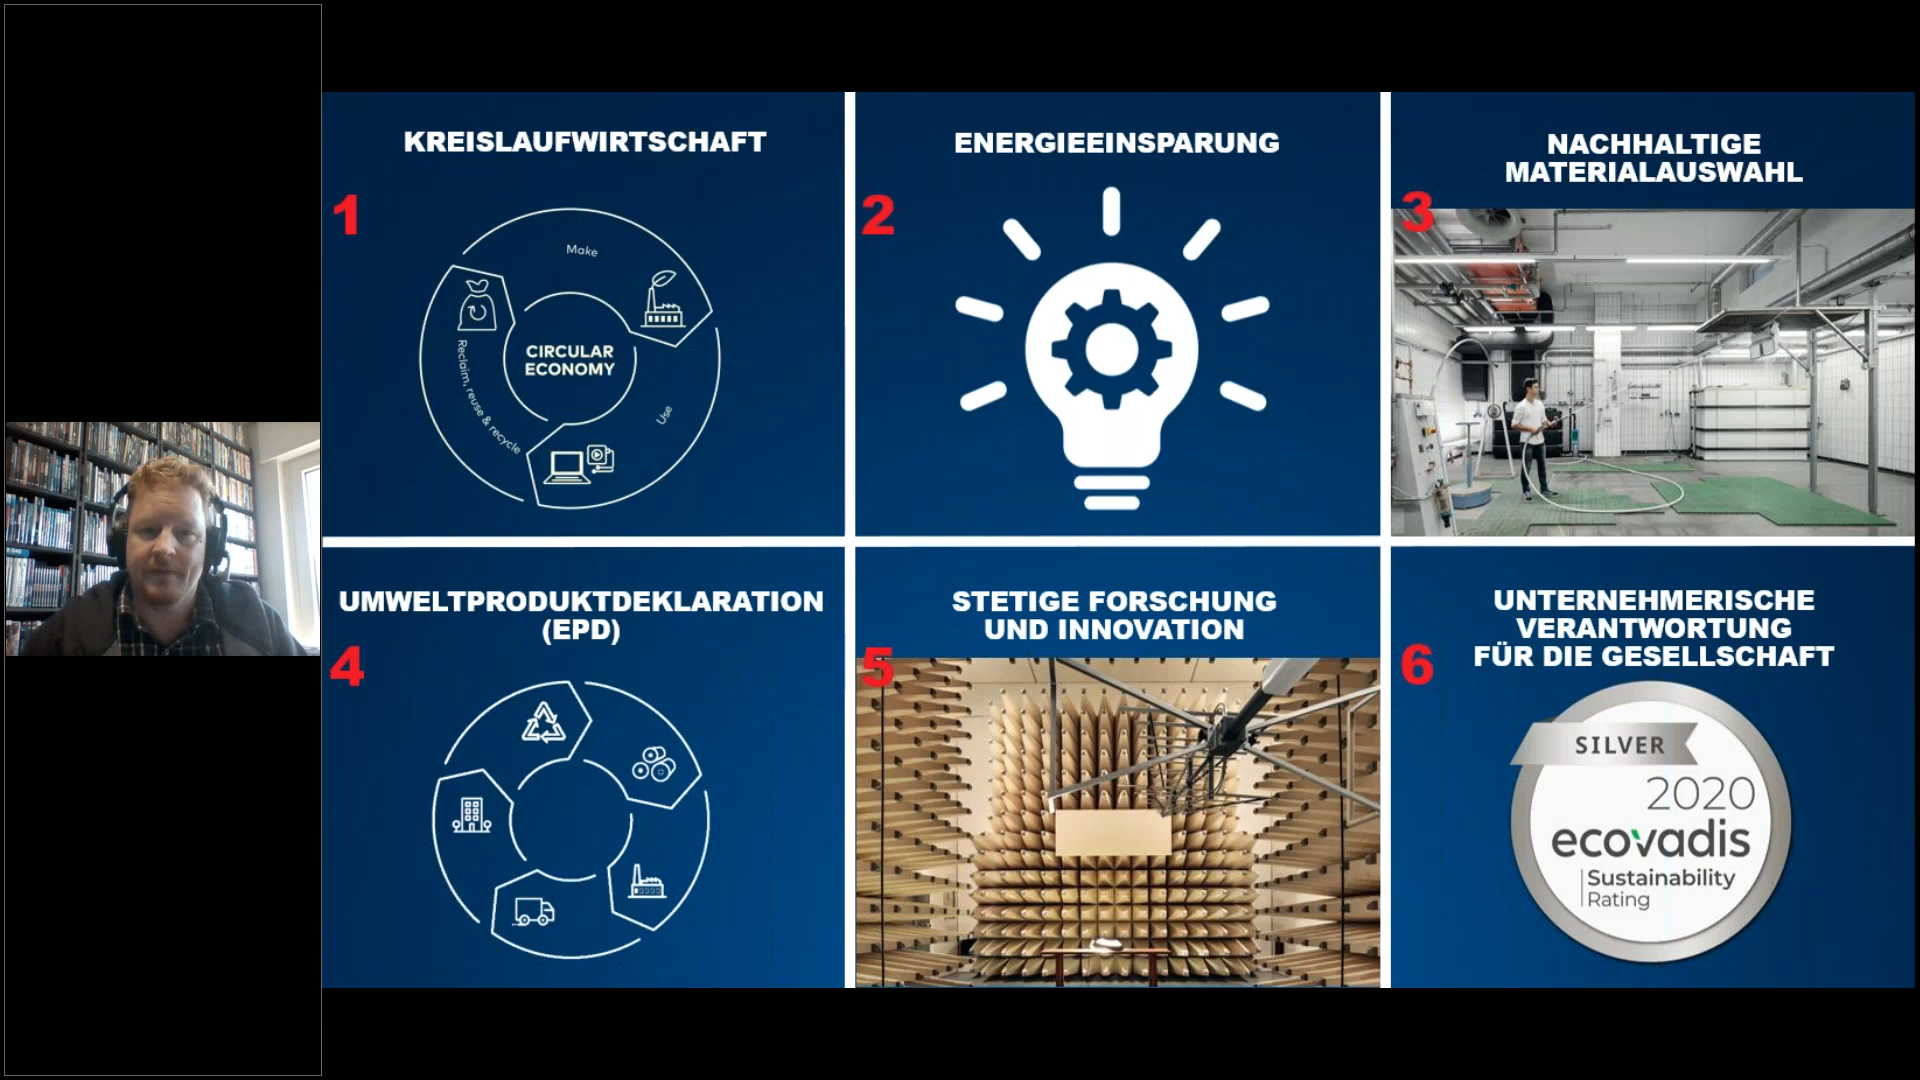 KREISLAUFWIRTSCHAFT
1
Make
CIRCULAR
ECONOMY
Use
Reclaim, reuse & recycle
ENERGIEEINSPARUNG
2
NACHHALTIGE
MATERIALAUSWAHL
3
UMWELTPRODUKTDEKLARATION
(EPD)
4
STETIGE FORSCHUNG
UND INNOVATION
5
UNTERNEHMERISCHE
VERANTWORTUNG
FÜR DIE GESELLSCHAFT
6
SILVER
2020
ecovadis
Sustainability
Rating